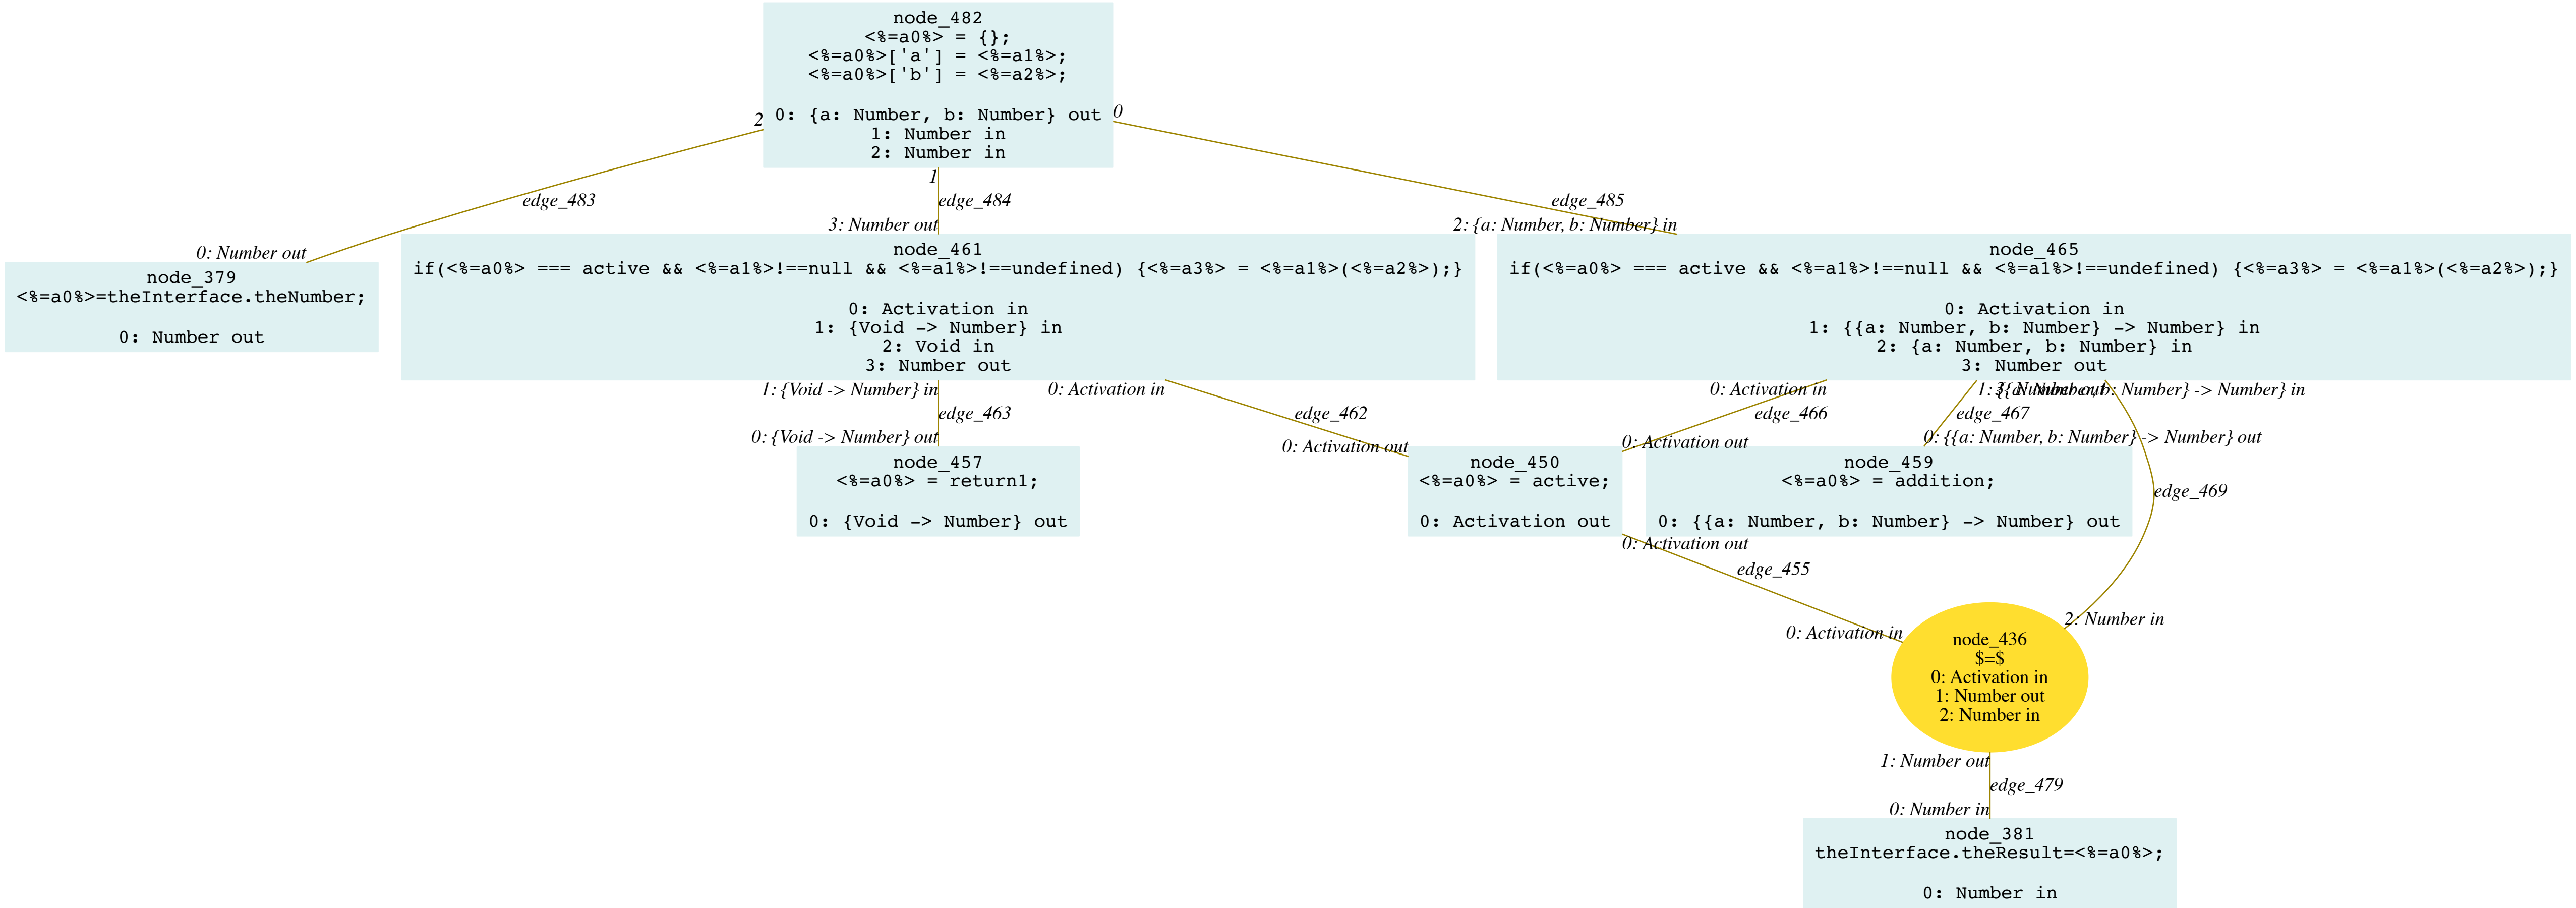 node_482
<%=a0%> = {};
<%=a0%>['a'] = <%=a1%>;
<%=a0%>['b'] = <%=a2%>;
0: {a: Number, b: Number} out
1: Number in
2: Number in
2
0
1
edge_483
edge_484
edge_485
0: Number out
3: Number out
2: {a: Number, b: Number} in
node_379
<%=a0%>=theInterface.theNumber;
0: Number out
node_461
if(<%=a0%> === active && <%=a1%>!==null && <%=a1%>!==undefined) {<%=a3%> = <%=a1%>(<%=a2%>);}
0: Activation in
1: {Void -> Number} in
2: Void in
3: Number out
node_465
if(<%=a0%> === active && <%=a1%>!==null && <%=a1%>!==undefined) {<%=a3%> = <%=a1%>(<%=a2%>);}
0: Activation in
1: {{a: Number, b: Number} -> Number} in
2: {a: Number, b: Number} in
3: Number out
1: {Void -> Number} in
0: Activation in
0: Activation in
1: {{a: Number, b: Number} -> Number} in
3: Number out
edge_463
edge_462
edge_466
edge_467
0: {Void -> Number} out
0: Activation out
0: Activation out
0: {{a: Number, b: Number} -> Number} out
node_457
<%=a0%> = return1;
0: {Void -> Number} out
node_450
<%=a0%> = active;
0: Activation out
node_459
<%=a0%> = addition;
0: {{a: Number, b: Number} -> Number} out
edge_469
0: Activation out
edge_455
0: Activation in
2: Number in
node_436
$=$
0: Activation in
1: Number out
2: Number in
1: Number out
edge_479
0: Number in
node_381
theInterface.theResult=<%=a0%>;
0: Number in